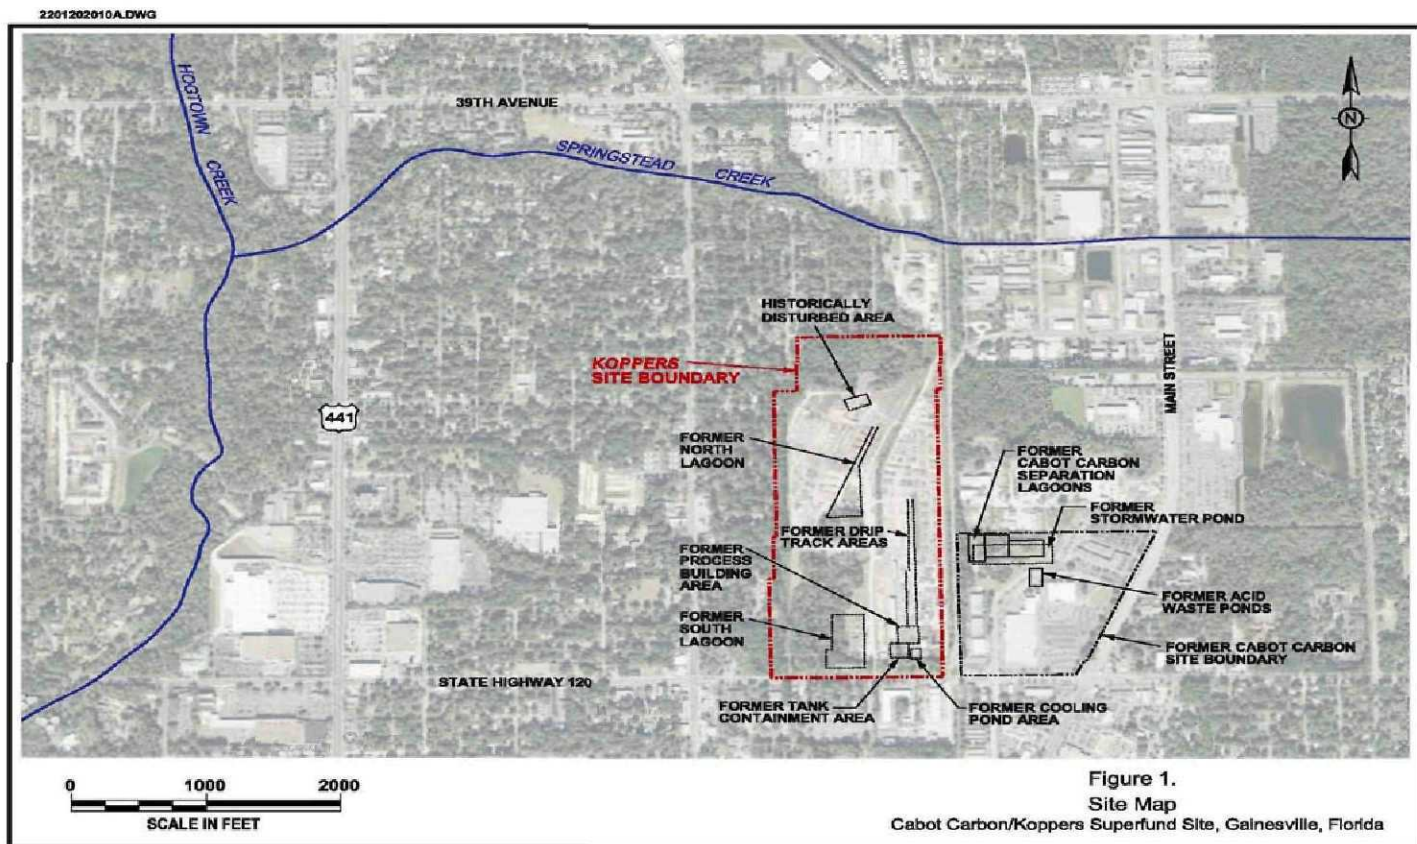 2201202010A.DWG
39TH AVENUE
HOGTOWN
CREEK
SPRINGSTEAD
CREEK
N
HISTORICALLY
DISTURBED AREA
KOPPERS
SITE BOUNDARY
MAIN STREET
441
FORMER
NORTH
LAGOON
FORMER
CABOT CARBON
SEPARATION
LAGOONS
FORMER
STORMWATER POND
FORMER DRIP
TRACK AREAS
FORMER
PROCESS
BUILDING
AREA
FORMER ACID
WASTE PONDS
FORMER
SOUTH
LAGOON
FORMER CABOT CARBON
SITE BOUNDARY
STATE HIGHWAY 120
FORMER TANK
CONTAINMENT AREA
FORMER COOLING
POND AREA
0 1000 2000
SCALE IN FEET
Figure 1.
Site Map
Cabot Carbon/Koppers Superfund Site, Gainesville, Florida